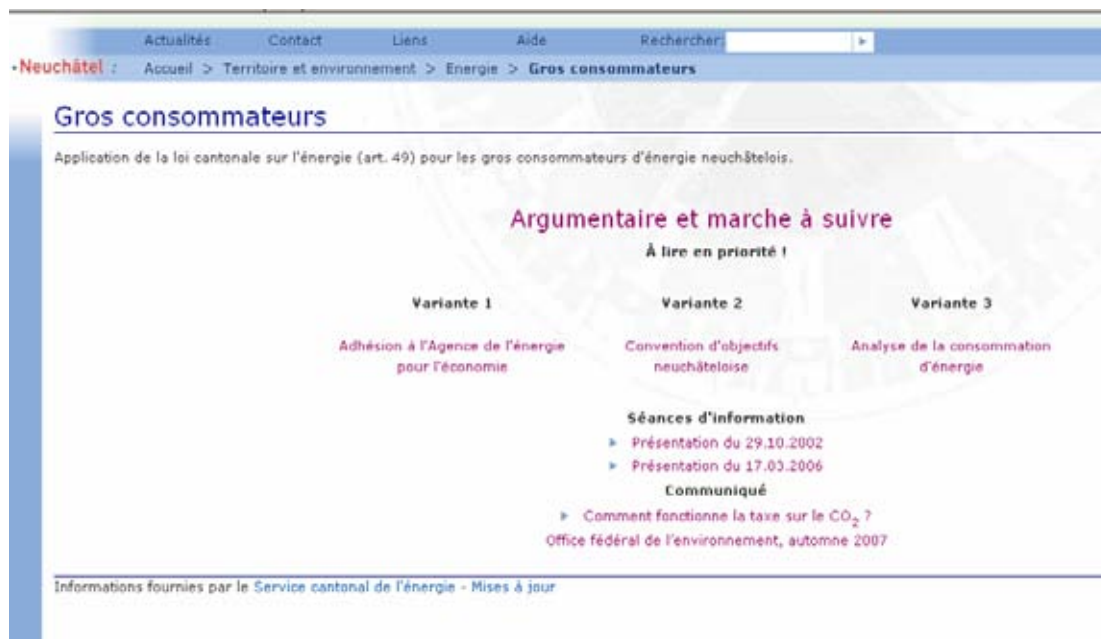 Actualités Contact Liens Aide Rechercher:
Neuchâtel : Accueil > Territoire et environnement > Energie > Gros consommateurs
Gros consommateurs
Application de la loi cantonale sur l'énergie (art. 49) pour les gros consommateurs d'énergie neuchâtelois.
Argumentaire et marche à suivre
À lire en priorité !
Variante 1 Variante 2 Variante 3
Adhésion à l'Agence de l'énergie Convention d'objectifs Analyse de la consommation
pour l'économie neuchâteloise d'énergie
Séances d'information
Présentation du 29.10.2002
Présentation du 17.03.2006
Communiqué
Comment fonctionne la taxe sur le CO₂ ?
Office fédéral de l'environnement, automne 2007
Informations fournies par le Service cantonal de l'énergie - Mises à jour